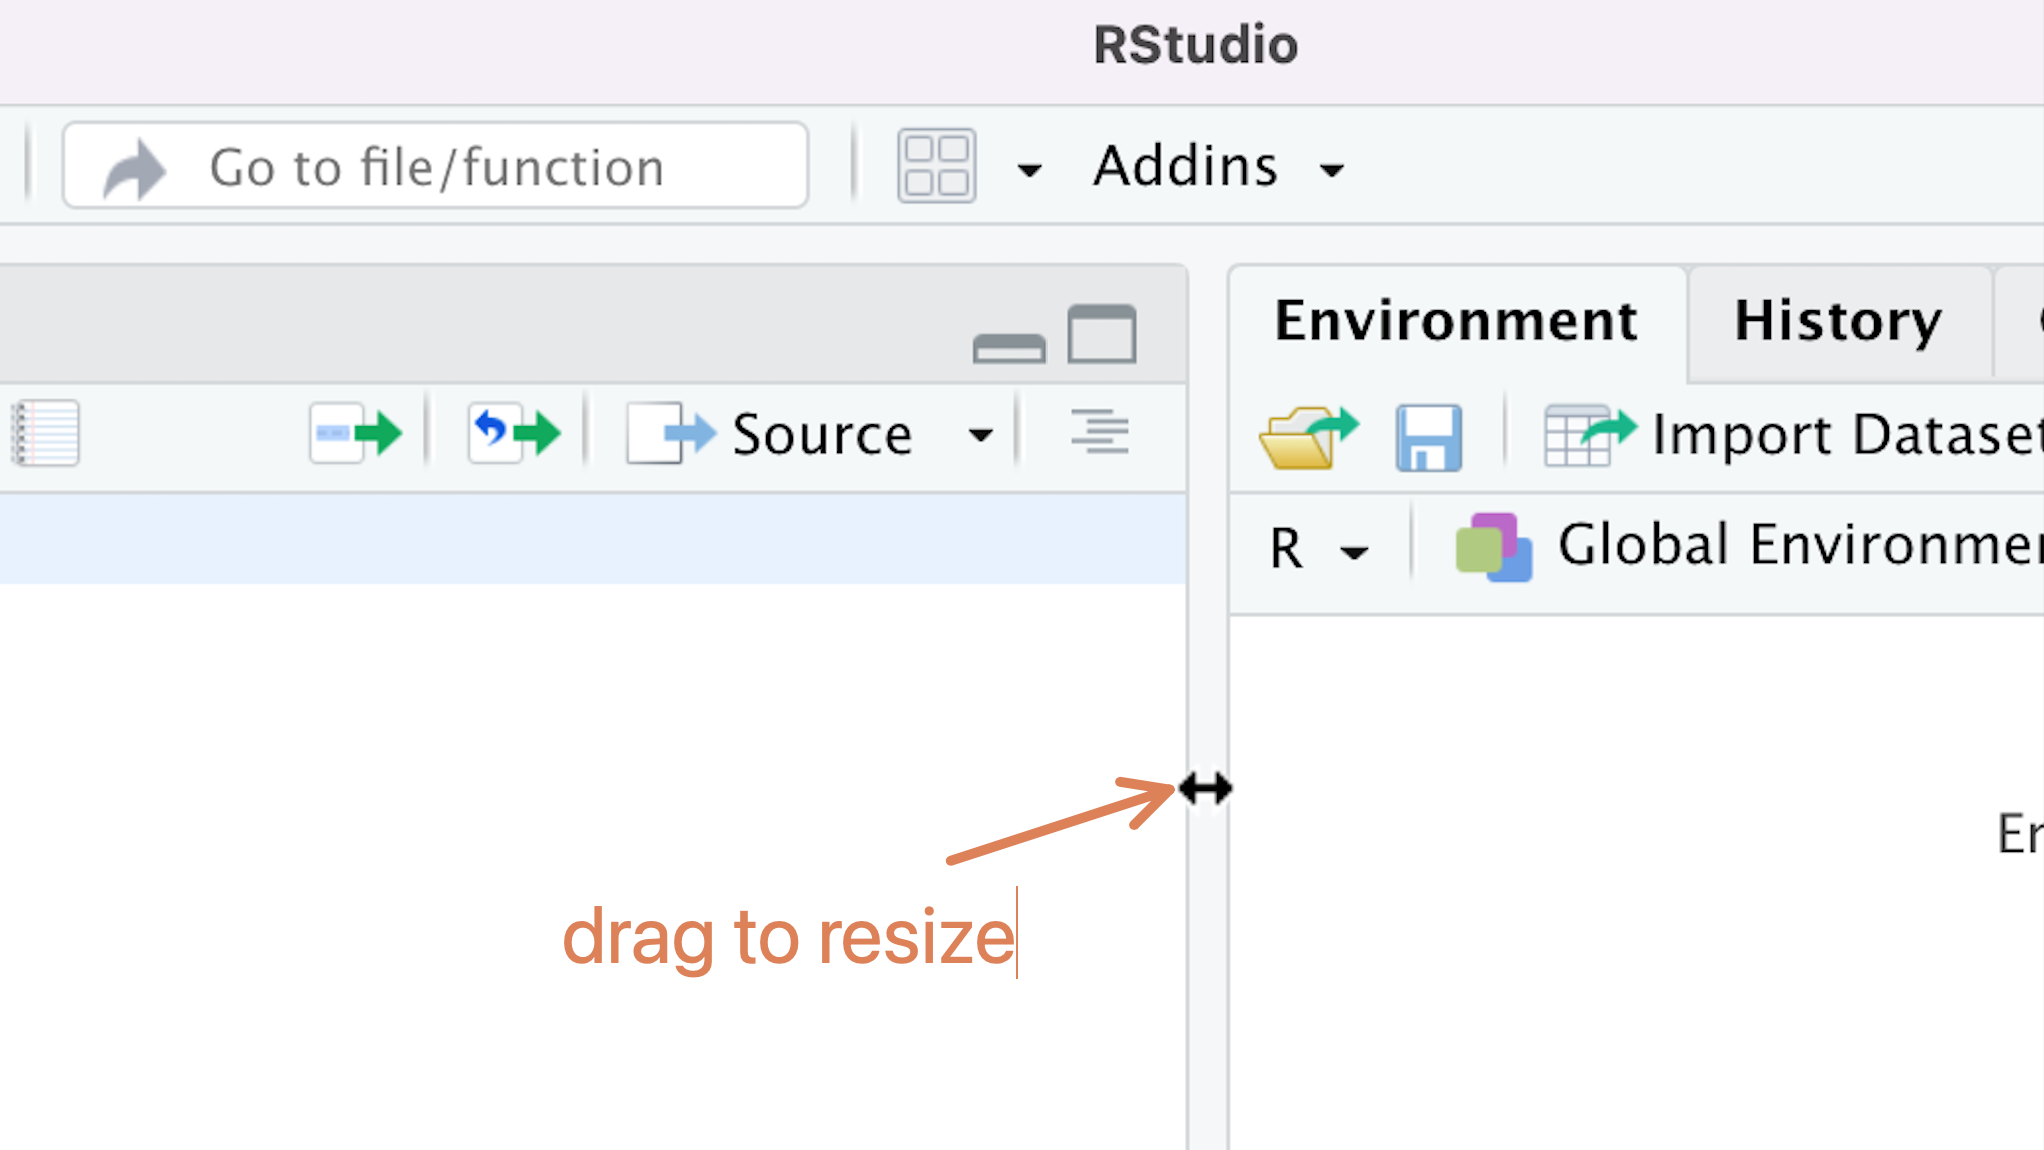 RStudio
Go to file/function
Addins
Environment
History
Source
Import Dataset
R
Global Environmen
En
drag to resize